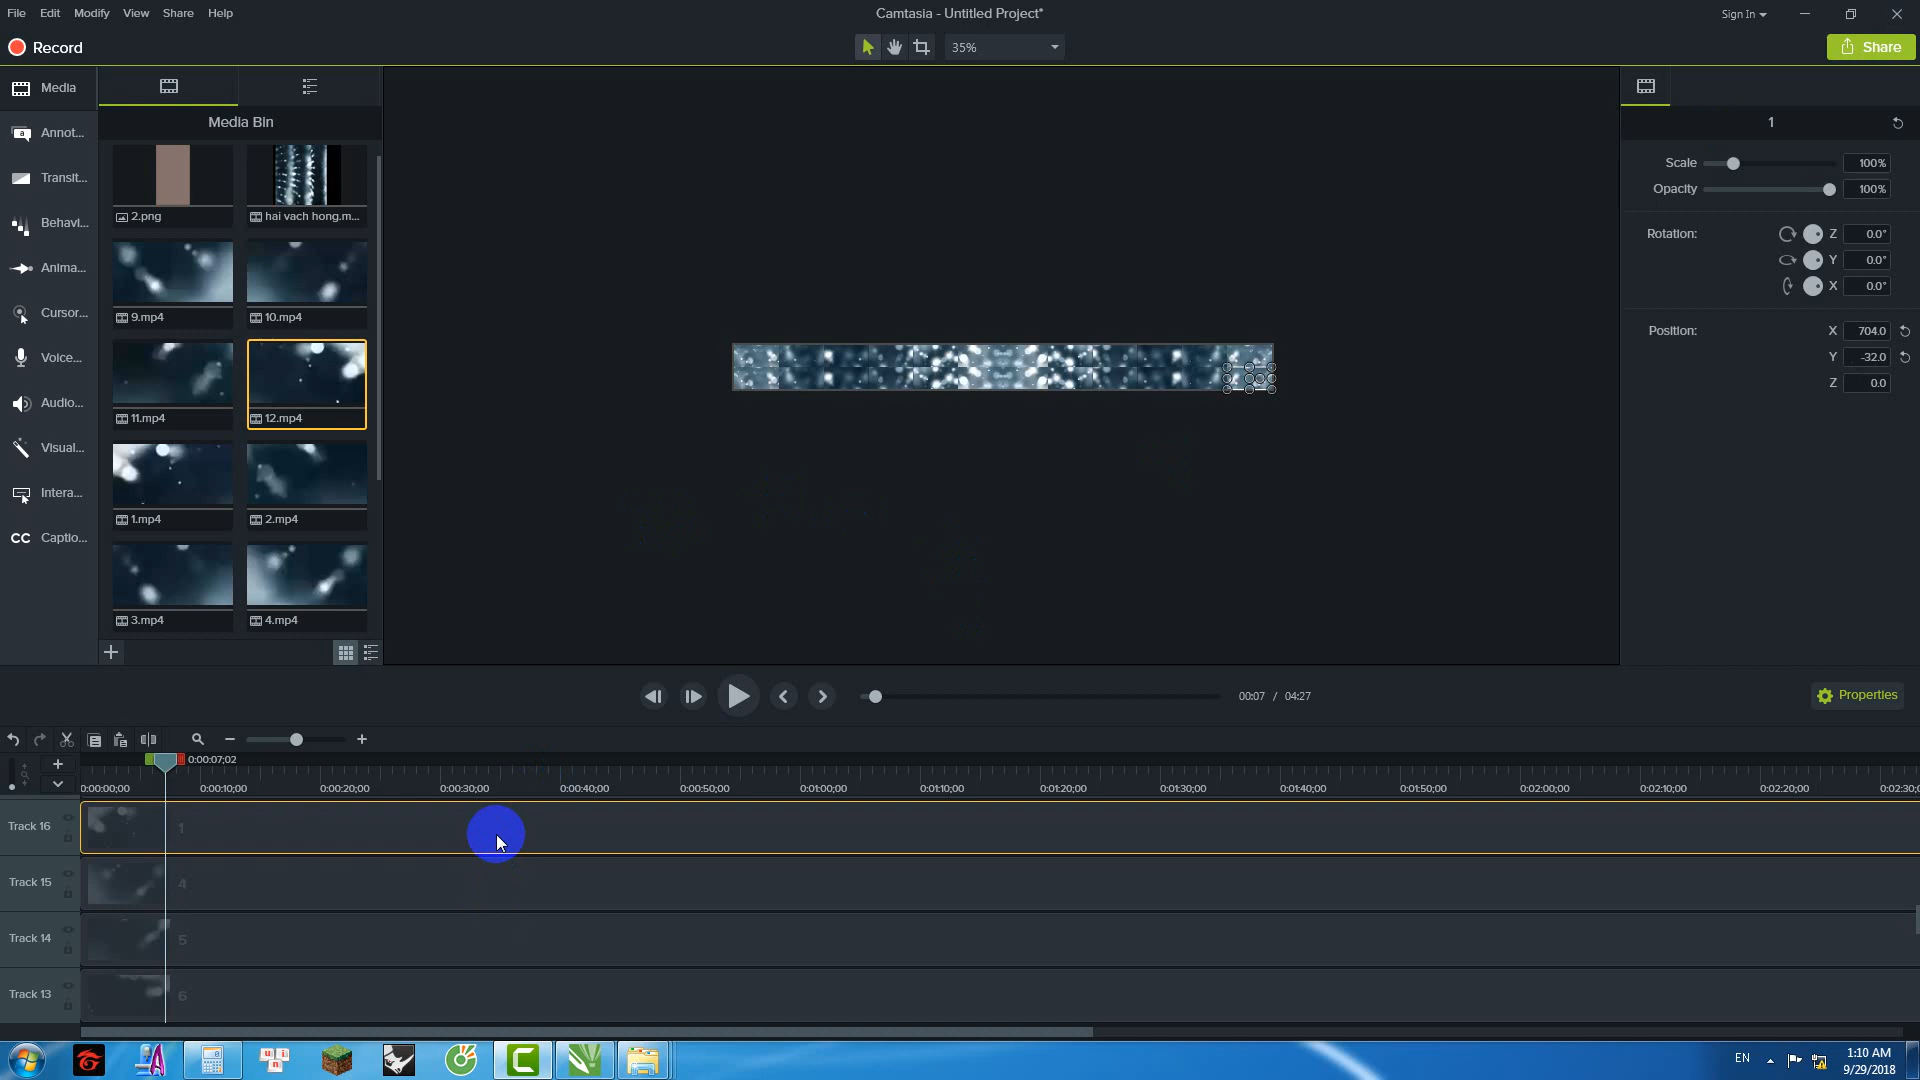 File Edit Modify View Share Help
Camtasia - Untitled Project*
Sign In
Record
35%
Share
Media
Annot...
Transit...
Behavi...
Anima...
Cursor...
Voice...
Audio...
Visual...
Intera...
CC Captio...
Media Bin
2.png
hai vach hong.m...
9.mp4
10.mp4
11.mp4
12.mp4
1.mp4
2.mp4
3.mp4
4.mp4
1
Scale 100%
Opacity 100%
Rotation: Z 0.0°
Y 0.0°
X 0.0°
Position: X 704.0
Y -32.0
Z 0.0
00:07 / 04:27
Properties
0:00:07;02
0:00:00;00 0:00:10;00 0:00:20;00 0:00:30;00 0:00:40;00 0:00:50;00 0:01:00;00 0:01:10;00 0:01:20;00 0:01:30;00 0:01:40;00 0:01:50;00 0:02:00;00 0:02:10;00 0:02:20;00 0:02:30;0
Track 16 1
Track 15 4
Track 14 5
Track 13 6
EN
1:10 AM
9/29/2018